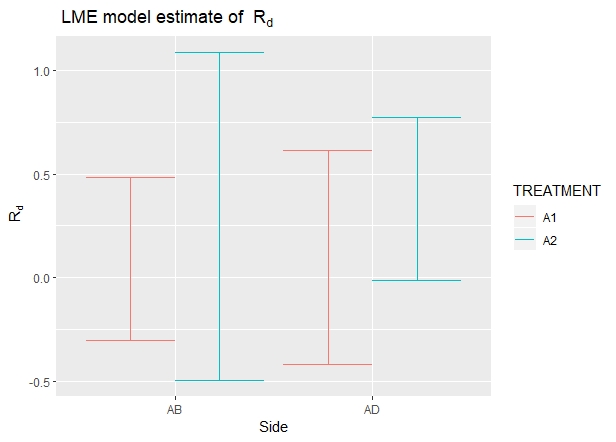 LME model estimate of R_d
1.0
0.5
0.0
-0.5
R_d
AB
AD
Side
TREATMENT
A1
A2